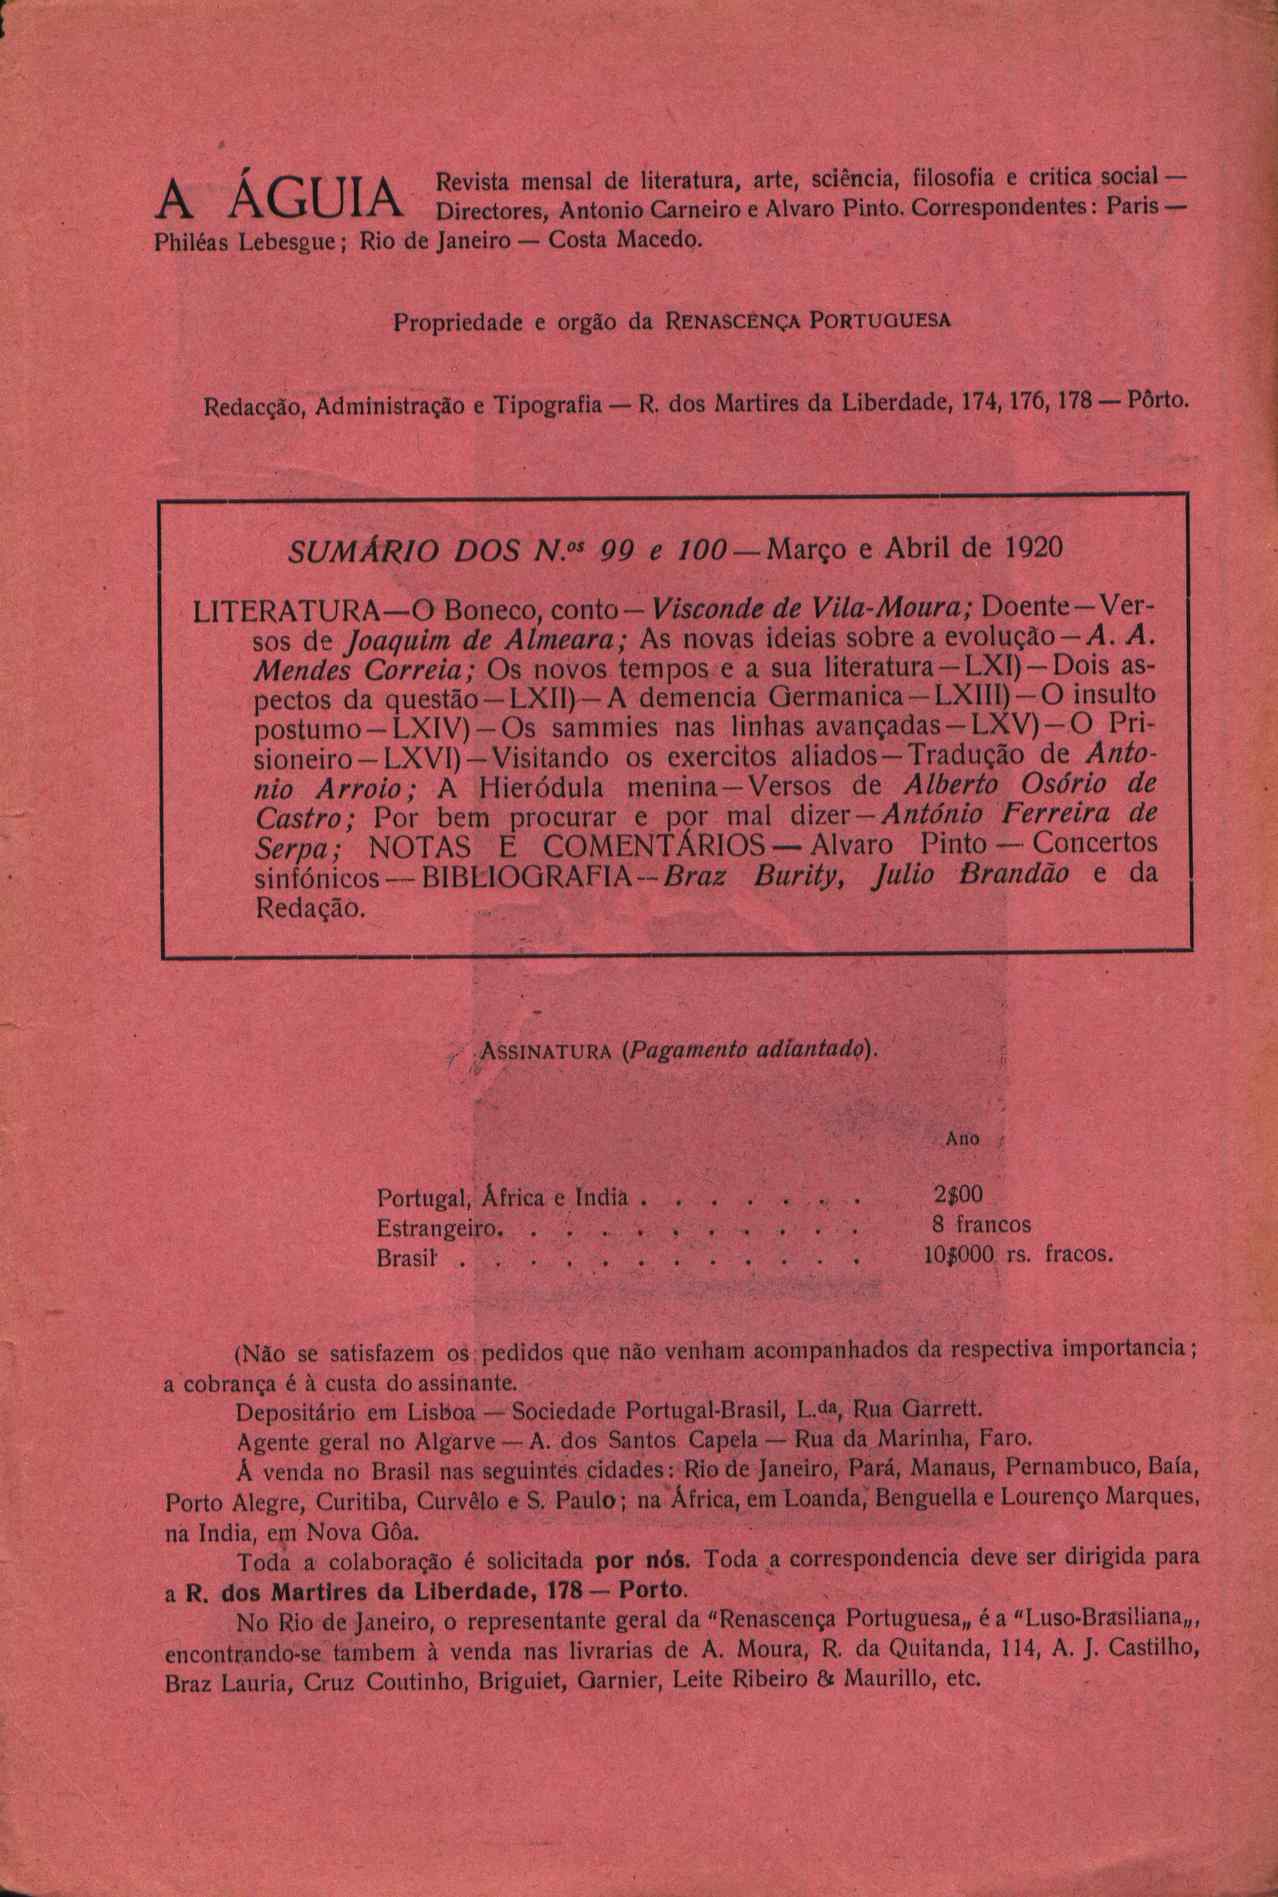 A ÁGUIA Revista mensal de literatura, arte, sciência, filosofia e critica social —
Directores, Antonio Carneiro e Alvaro Pinto. Correspondentes: Paris —
Philéas Lebesgue; Rio de Janeiro — Costa Macedo.
Propriedade e orgão da RENASCENÇA PORTUGUESA
Redacção, Administração e Tipografia — R. dos Martires da Liberdade, 174, 176, 178 — Pôrto.
SUMÁRIO DOS N.os 99 e 100 — Março e Abril de 1920
LITERATURA—O Boneco, conto — Visconde de Vila-Moura; Doente—Ver-
sos de Joaquim de Almeara; As novas ideias sobre a evolução—A. A.
Mendes Correia; Os novos tempos e a sua literatura—LXI)—Dois as-
pectos da questão—LXII)—A demencia Germanica—LXIII)—O insulto
postumo—LXIV)—Os sammies nas linhas avançadas—LXV)—O Pri-
sioneiro—LXVI)—Visitando os exercitos aliados—Tradução de Anto-
nio Arroio; A Hieródula menina—Versos de Alberto Osório de
Castro; Por bem procurar e por mal dizer—António Ferreira de
Serpa; NOTAS E COMENTÁRIOS — Alvaro Pinto — Concertos
sinfónicos — BIBLIOGRAFIA — Braz Burity, Julio Brandão e da
Redação.
ASSINATURA (Pagamento adiantado).
Ano
Portugal, África e India . . . . . . . 2$00
Estrangeiro. . . . . . . . . . . 8 francos
Brasil . . . . . . . . . . . . 10$000 rs. fracos.
(Não se satisfazem os pedidos que não venham acompanhados da respectiva importancia;
a cobrança é à custa do assinante.
Depositário em Lisboa — Sociedade Portugal-Brasil, L.da, Rua Garrett.
Agente geral no Algarve — A. dos Santos Capela — Rua da Marinha, Faro.
Á venda no Brasil nas seguintes cidades: Rio de Janeiro, Pará, Manaus, Pernambuco, Baía,
Porto Alegre, Curitiba, Curvêlo e S. Paulo; na África, em Loanda, Benguella e Lourenço Marques,
na India, em Nova Gôa.
Toda a colaboração é solicitada por nós. Toda a correspondencia deve ser dirigida para
a R. dos Martires da Liberdade, 178 — Porto.
No Rio de Janeiro, o representante geral da "Renascença Portuguesa„ é a "Luso-Brasiliana„,
encontrando-se tambem à venda nas livrarias de A. Moura, R. da Quitanda, 114, A. J. Castilho,
Braz Lauria, Cruz Coutinho, Briguiet, Garnier, Leite Ribeiro & Maurillo, etc.